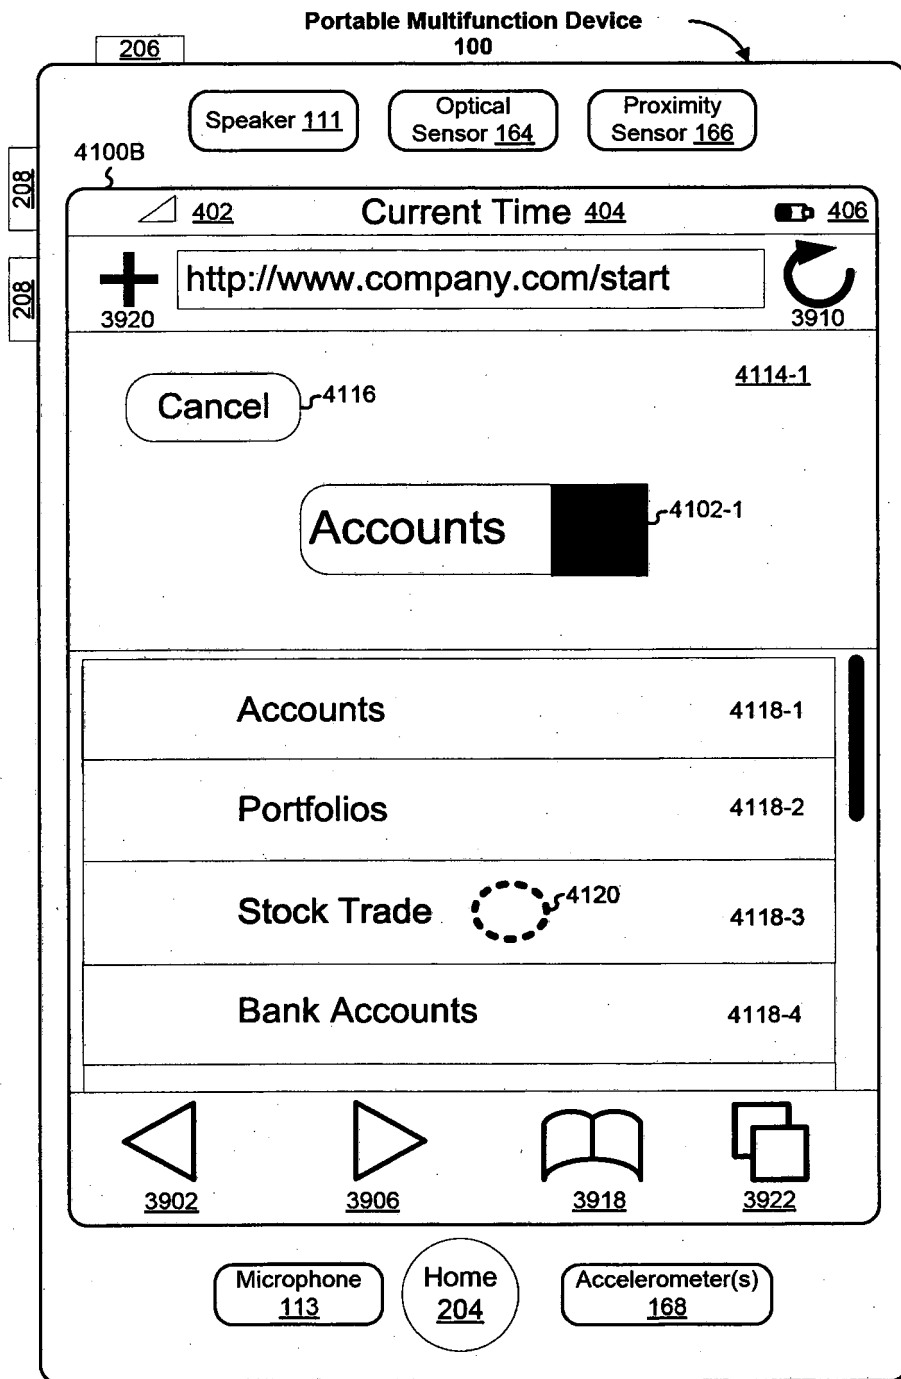 Portable Multifunction Device
100
206
Speaker 111
Optical
Sensor 164
Proximity
Sensor 166
4100B
208
208
402
Current Time 404
406
3920
http://www.company.com/start
3910
4114-1
Cancel
4116
Accounts
4102-1
Accounts
4118-1
Portfolios
4118-2
Stock Trade
4120
4118-3
Bank Accounts
4118-4
3902
3906
3918
3922
Microphone
113
Home
204
Accelerometer(s)
168